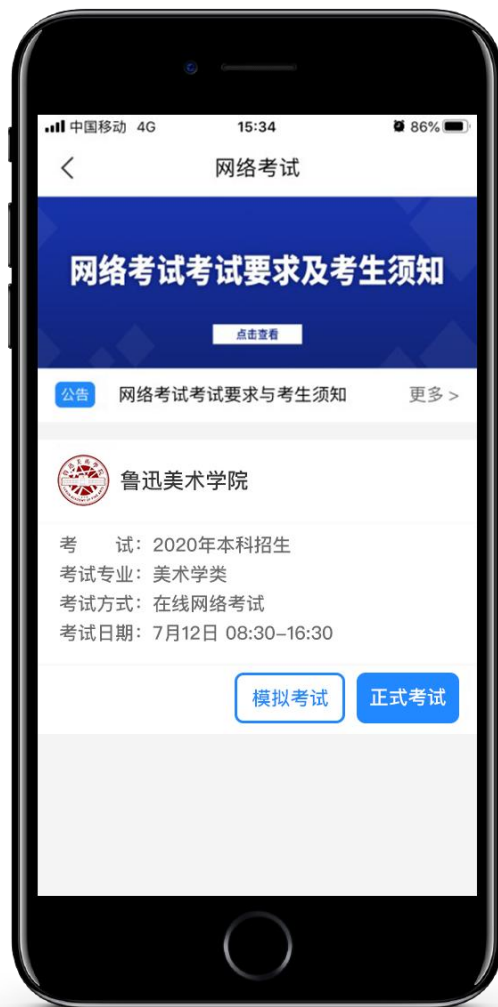 中国移动 4G 15:34 86%
网络考试
网络考试考试要求及考生须知
点击查看
公告 网络考试考试要求与考生须知 更多 >
鲁迅美术学院
考 试：2020年本科招生
考试专业：美术学类
考试方式：在线网络考试
考试日期：7月12日 08:30–16:30
模拟考试 正式考试